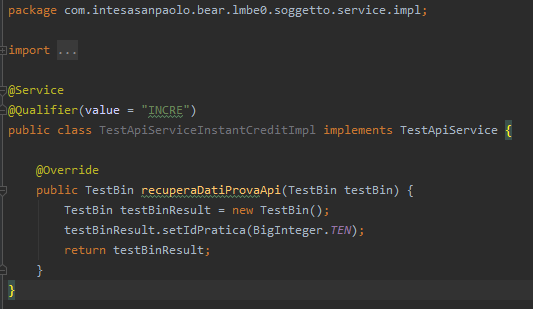 package com.intesasanpaolo.bear.lmbe0.soggetto.service.impl;
import ...
@Service
@Qualifier(value = "INCRE")
public class TestApiServiceInstantCreditImpl implements TestApiService {
@Override
public TestBin recuperaDatiProvaApi(TestBin testBin) {
TestBin testBinResult = new TestBin();
testBinResult.setIdPratica(BigInteger.TEN);
return testBinResult;
}
}